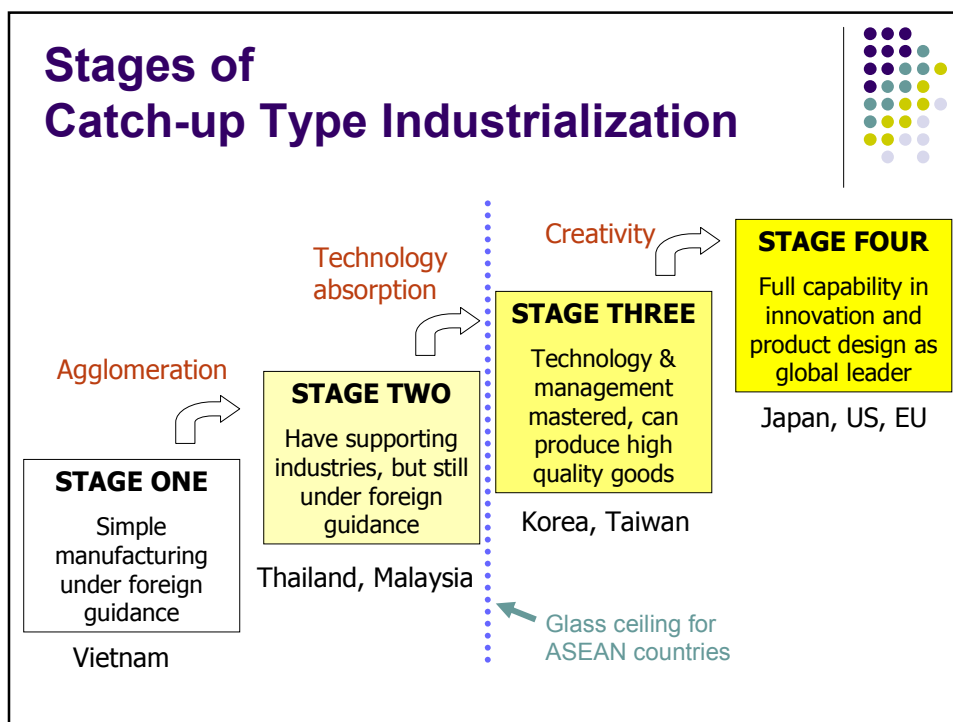 Stages of
Catch-up Type Industrialization
Agglomeration
STAGE ONE
Simple
manufacturing
under foreign
guidance
Vietnam
Technology
absorption
STAGE TWO
Have supporting
industries, but still
under foreign
guidance
Thailand, Malaysia
Creativity
STAGE THREE
Technology &
management
mastered, can
produce high
quality goods
Korea, Taiwan
STAGE FOUR
Full capability in
innovation and
product design as
global leader
Japan, US, EU
Glass ceiling for
ASEAN countries